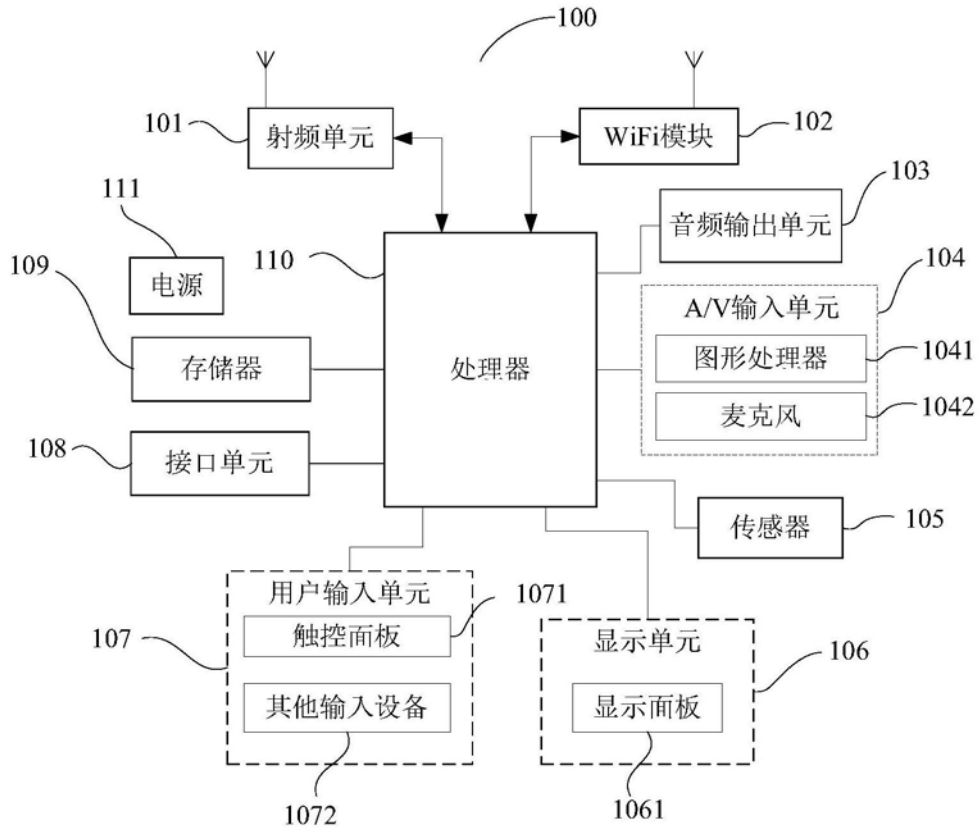 100
101
射频单元
WiFi模块
102
111
音频输出单元
103
110
109
电源
104
A/V输入单元
存储器
处理器
图形处理器
1041
麦克风
1042
108
接口单元
传感器
105
用户输入单元
1071
107
触控面板
显示单元
106
其他输入设备
显示面板
1072
1061